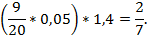 (9/20 * 0,05) * 1,4 = 2/7.